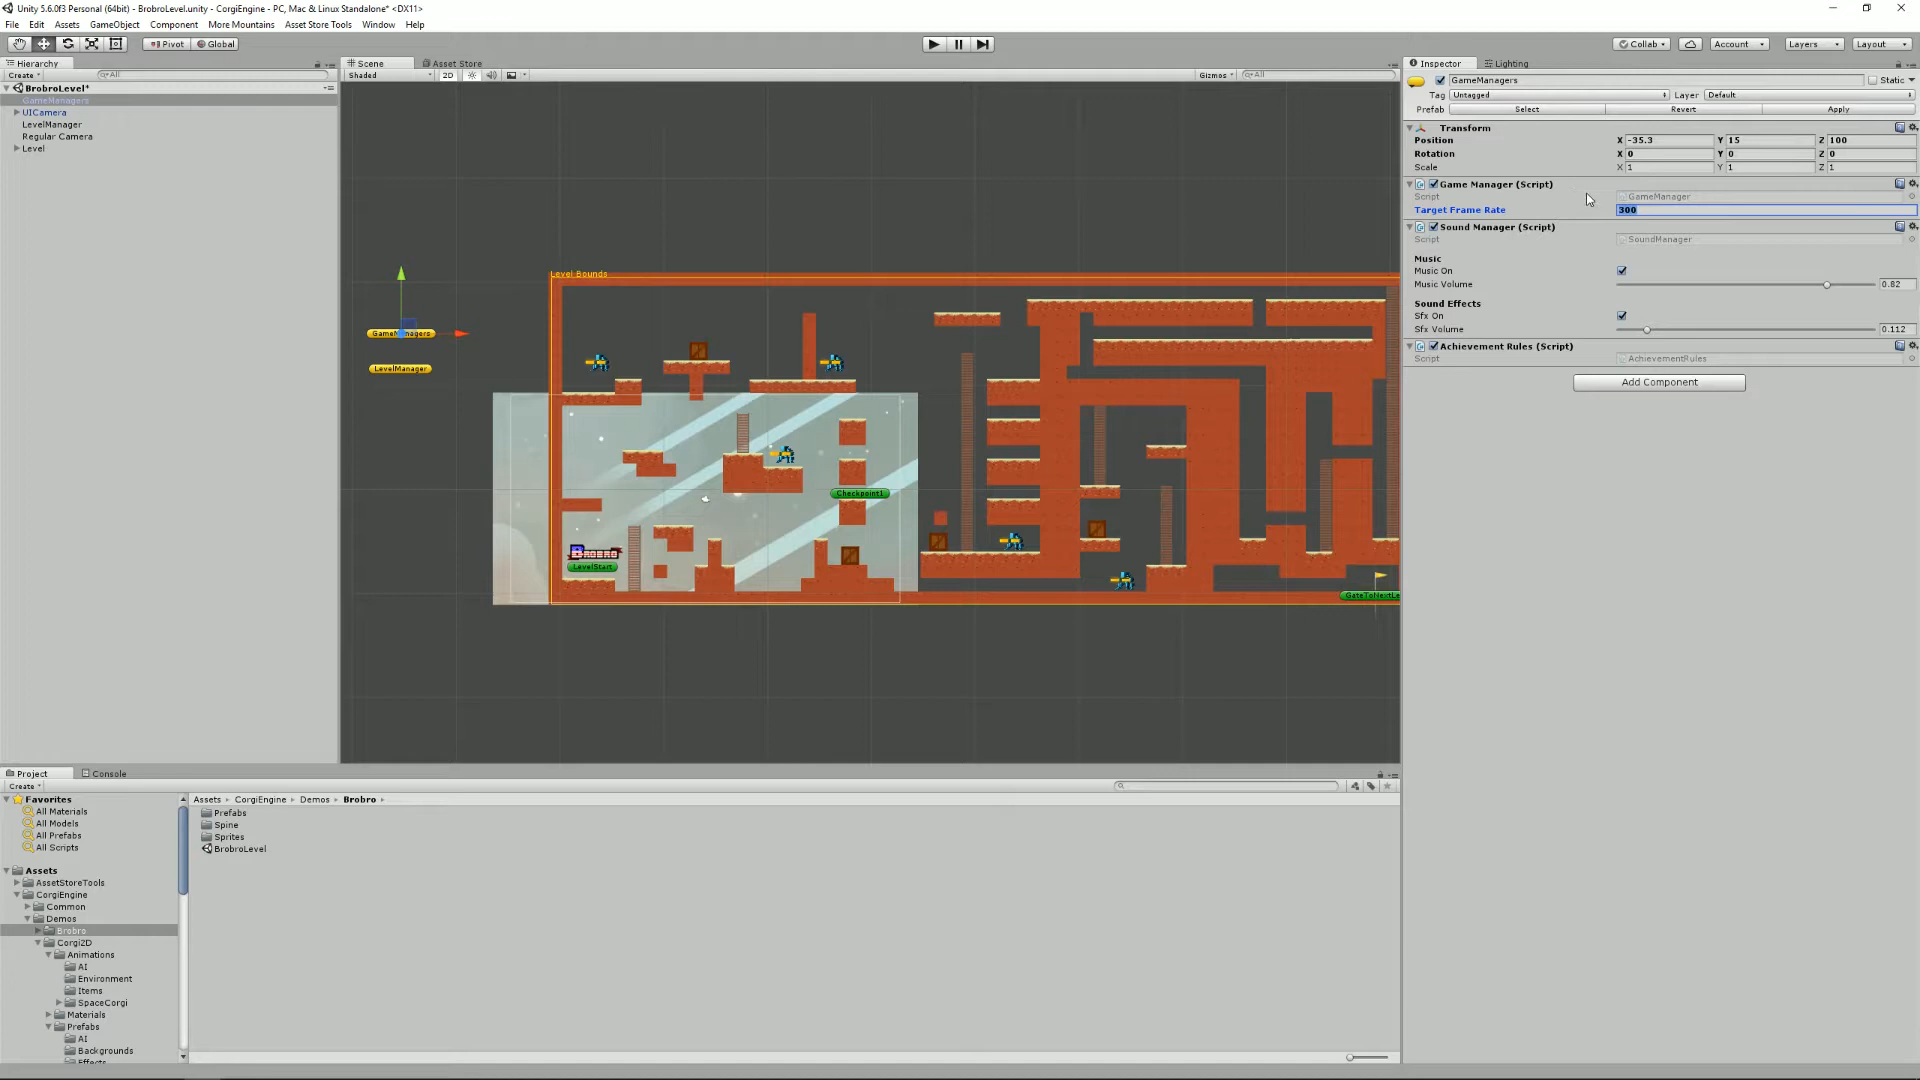 Unity 5.6.0f3 Personal (64bit) - BrobroLevel.unity - CorgiEngine - PC, Mac & Linux Standalone* <DX11>
File Edit Assets GameObject Component More Mountains Asset Store Tools Window Help
Pivot Global Collab Account Layers Layout
Hierarchy
Create All
BrobroLevel*
GameManagers
UICamera
LevelManager
Regular Camera
Level
Scene Asset Store
Shaded 2D Gizmos All
Level Bounds
GameManagers
LevelManager
Checkpoint1
BROBRO
LevelStart
GateToNextLe
Inspector Lighting
GameManagers Static
Tag Untagged Layer Default
Prefab Select Revert Apply
Transform
Position X -35.3 Y 15 Z 100
Rotation X 0 Y 0 Z 0
Scale X 1 Y 1 Z 1
Game Manager (Script)
Script GameManager
Target Frame Rate 300
Sound Manager (Script)
Script SoundManager
Music
Music On
Music Volume 0.82
Sound Effects
Sfx On
Sfx Volume 0.112
Achievement Rules (Script)
Script AchievementRules
Add Component
Project Console
Create
Favorites
All Materials
All Models
All Prefabs
All Scripts
Assets
AssetStoreTools
CorgiEngine
Common
Demos
Brobro
Corgi2D
Animations
AI
Environment
Items
SpaceCorgi
Materials
Prefabs
AI
Backgrounds
Effects
Assets CorgiEngine Demos Brobro
Prefabs
Spine
Sprites
BrobroLevel